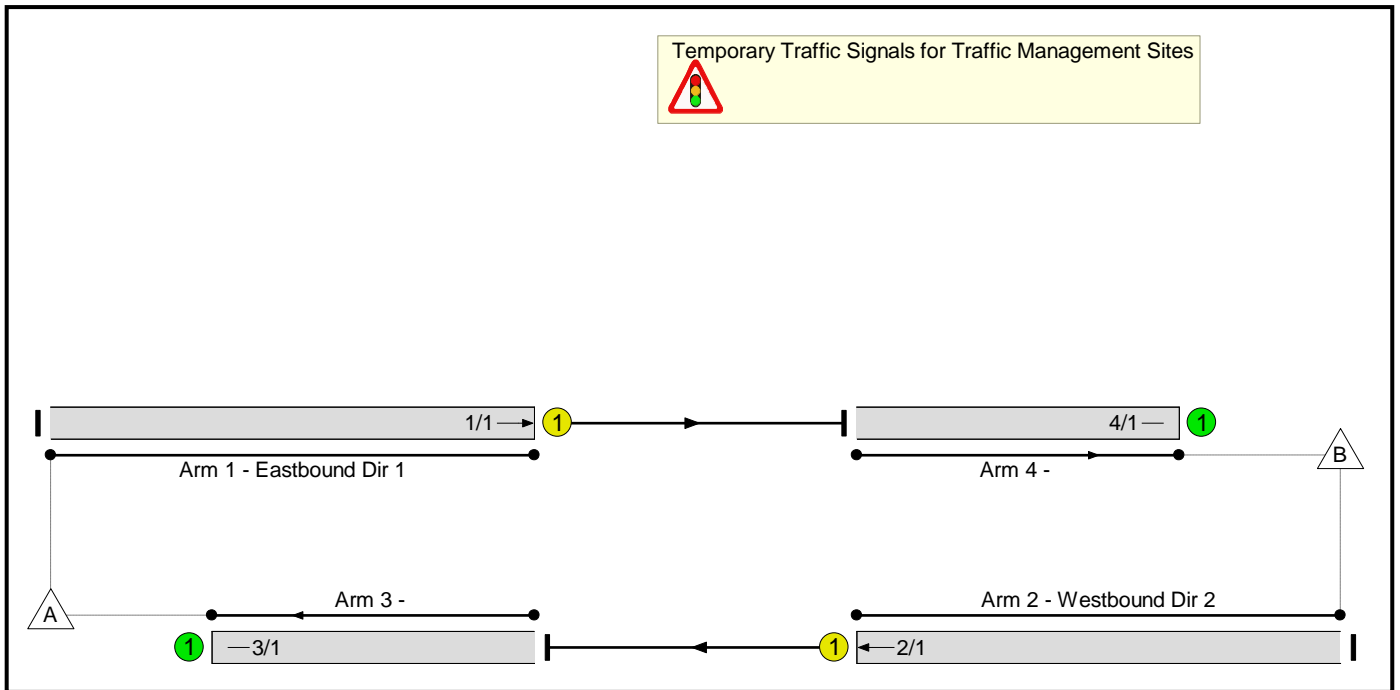 Temporary Traffic Signals for Traffic Management Sites
1/1
1
4/1
1
Arm 1 - Eastbound Dir 1
Arm 4 -
B
A
Arm 3 -
Arm 2 - Westbound Dir 2
1
3/1
1
2/1